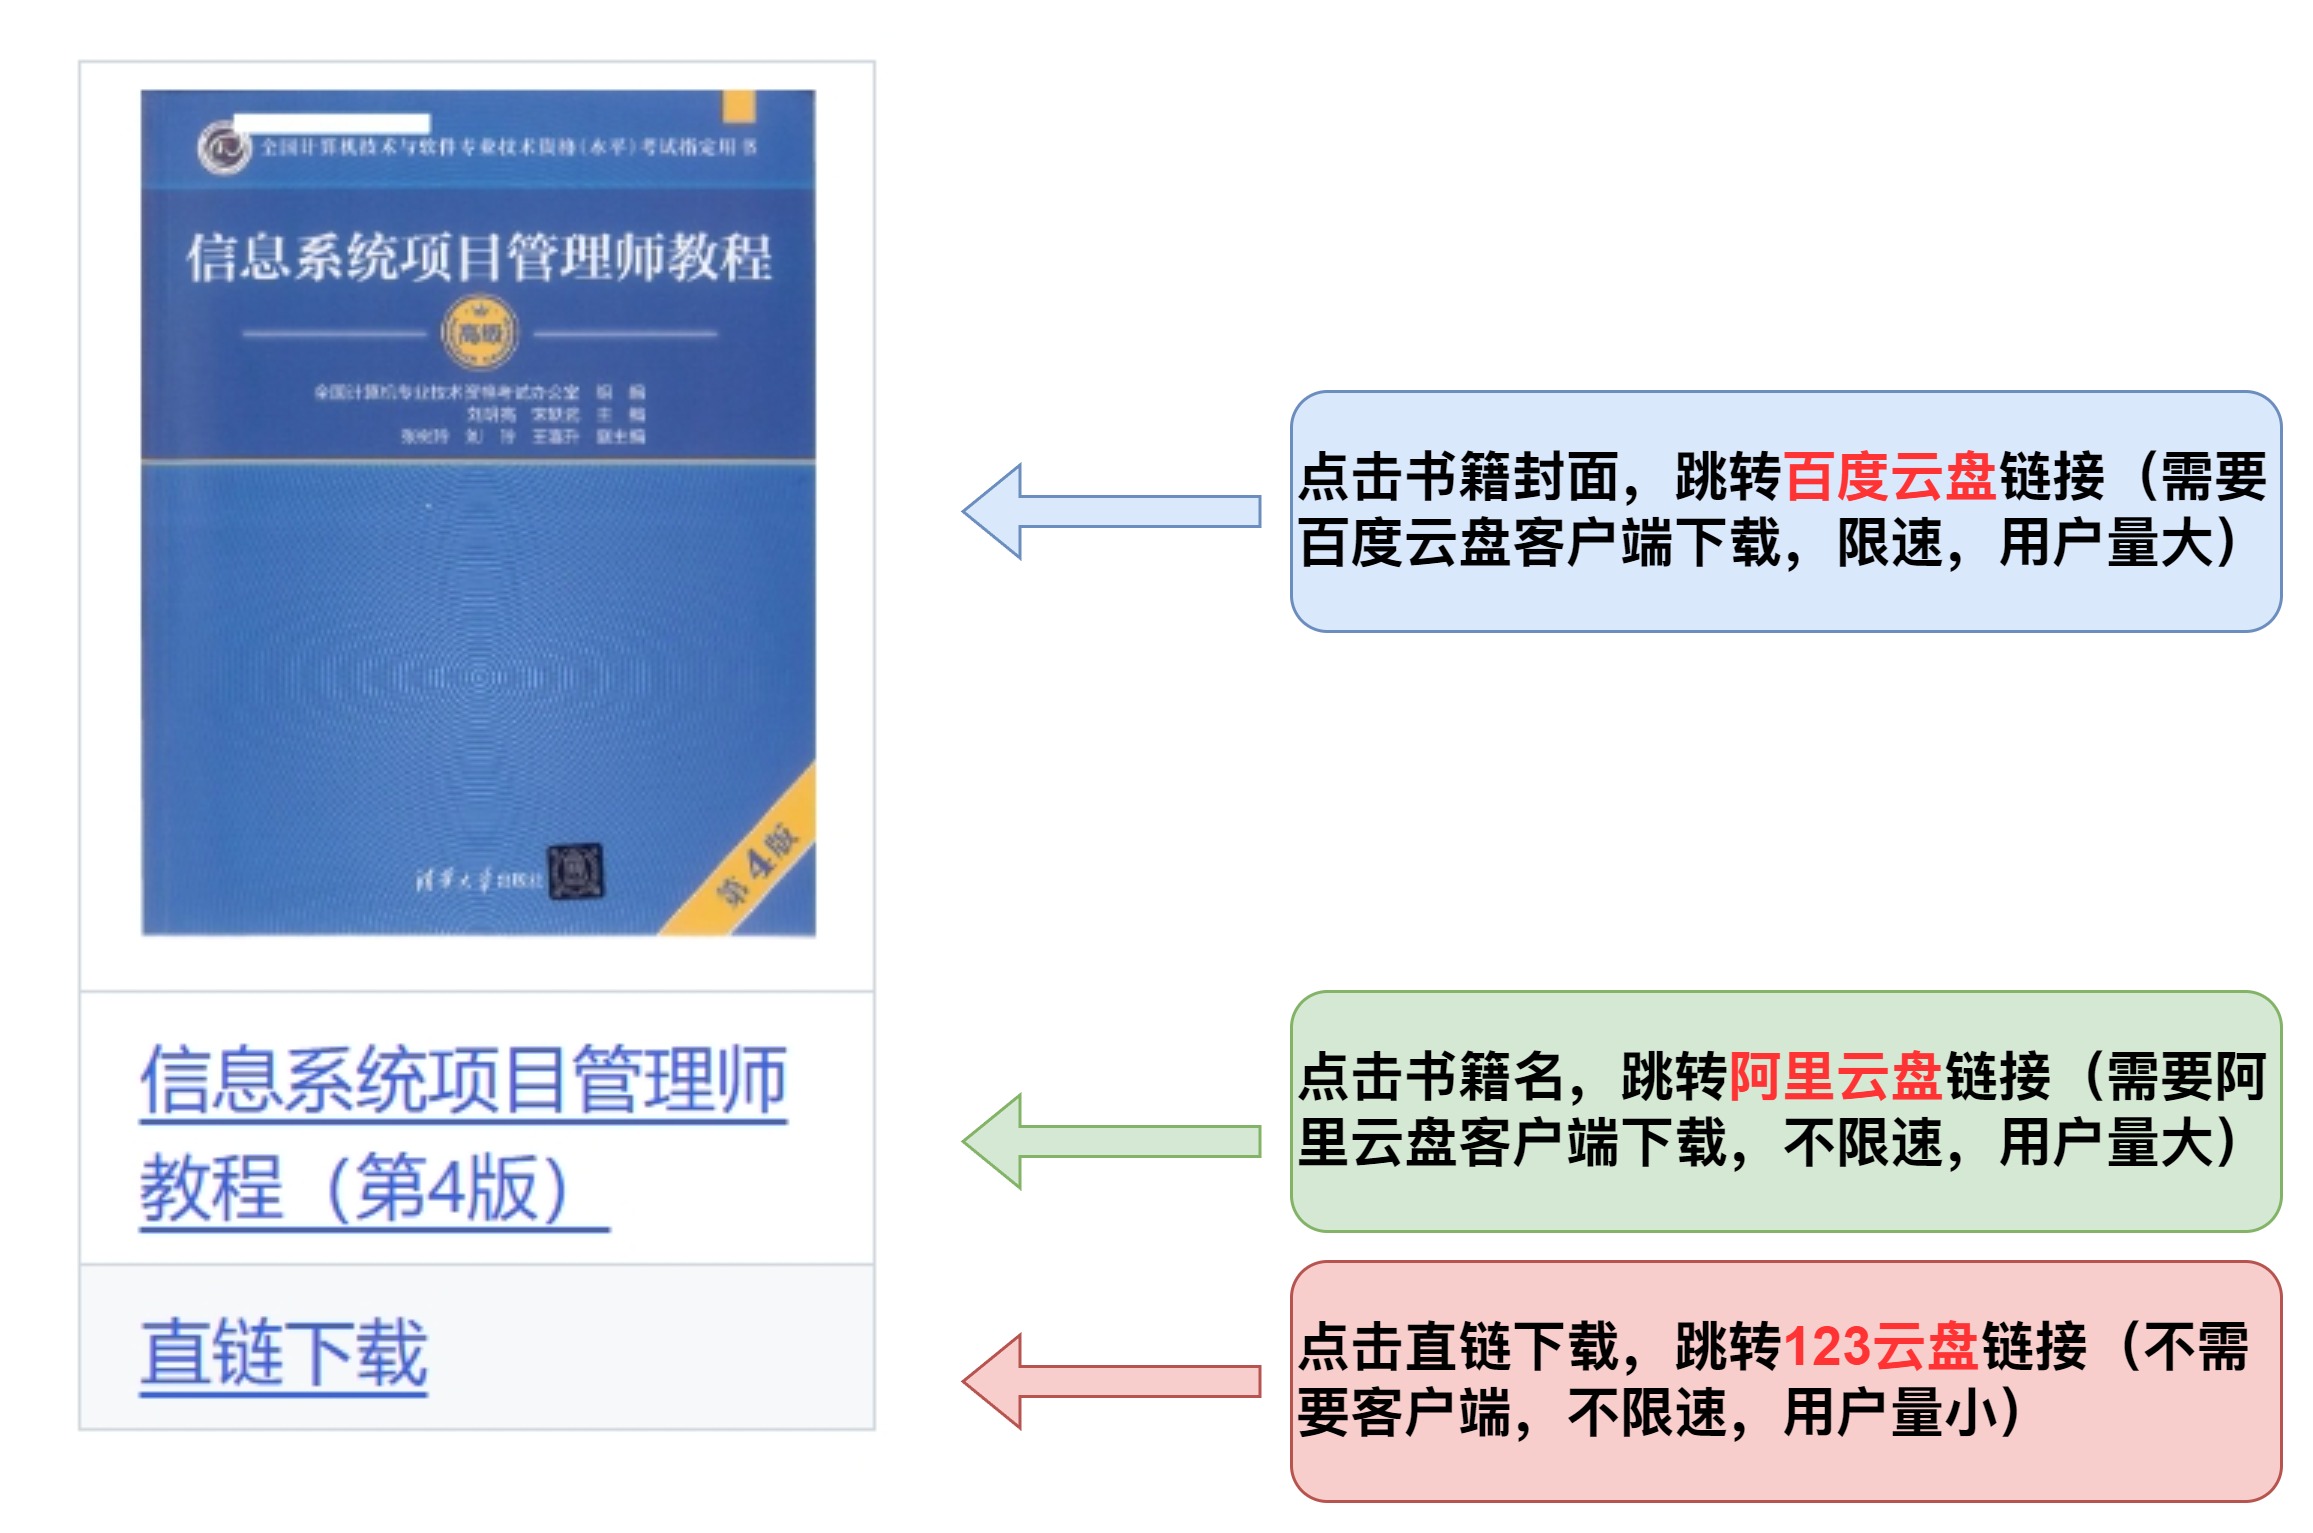 全国计算机技术与软件专业技术资格(水平)考试指定用书
信息系统项目管理师教程
高级
全国计算机专业技术资格考试办公室 组 编
主 编
副主编
清华大学出版社
第4版
信息系统项目管理师
教程（第4版）
直链下载
点击书籍封面，跳转百度云盘链接（需要
百度云盘客户端下载，限速，用户量大）
点击书籍名，跳转阿里云盘链接（需要阿
里云盘客户端下载，不限速，用户量大）
点击直链下载，跳转123云盘链接（不需
要客户端，不限速，用户量小）